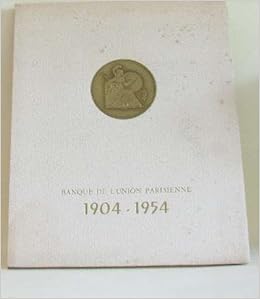 BANQUE DE L'UNION PARISIENNE
1904 - 1954